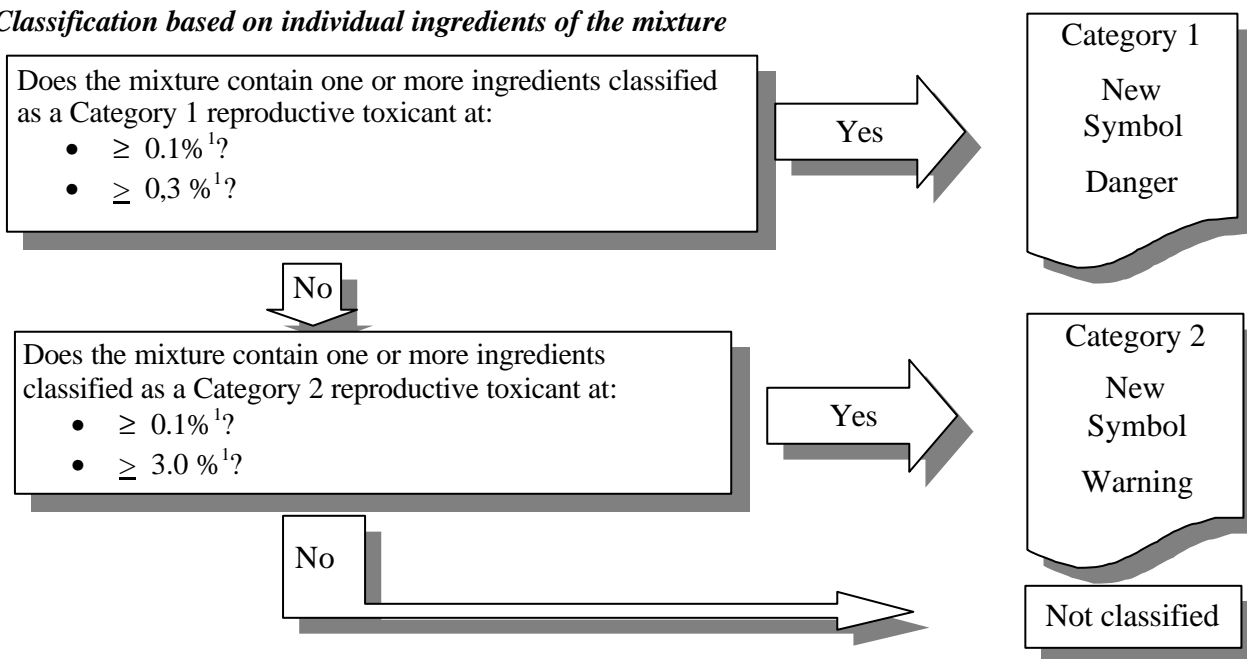 Classification based on individual ingredients of the mixture
Does the mixture contain one or more ingredients classified
as a Category 1 reproductive toxicant at:
• ≥ 0.1% ¹?
• ≥ 0,3 % ¹?
Yes
Category 1
New
Symbol
Danger
No
Does the mixture contain one or more ingredients
classified as a Category 2 reproductive toxicant at:
• ≥ 0.1% ¹?
• ≥ 3.0 % ¹?
Yes
Category 2
New
Symbol
Warning
No
Not classified